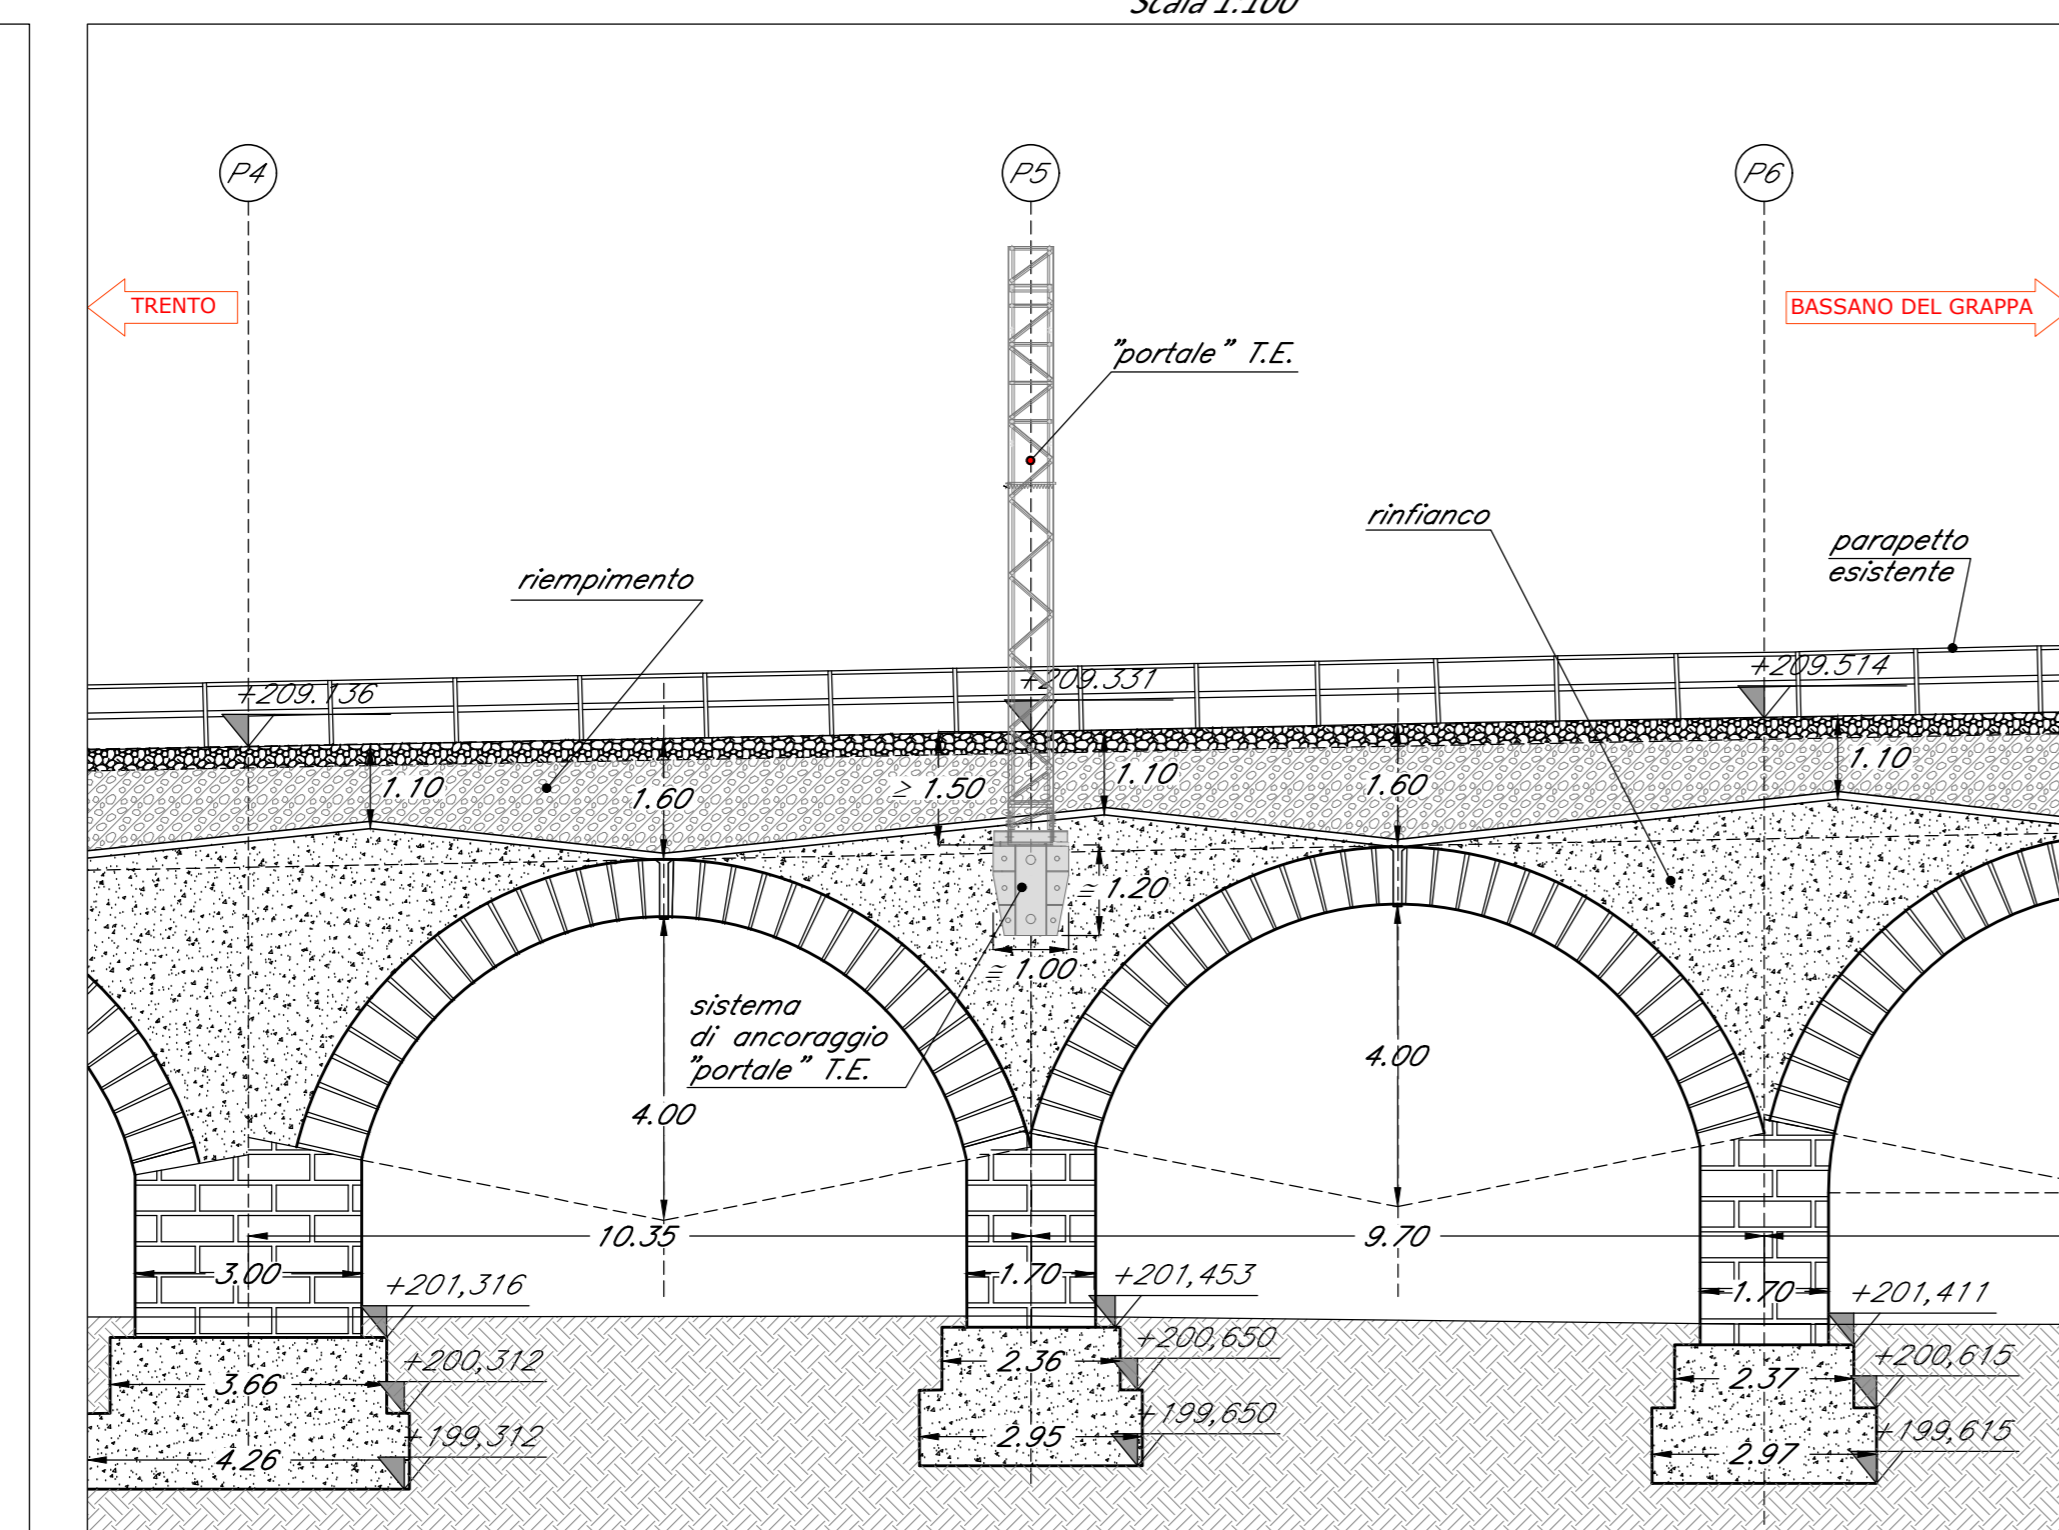 Scala 1:100
P4
P5
P6
TRENTO
BASSANO DEL GRAPPA
"portale" T.E.
rinfianco
parapetto
esistente
riempimento
+209.136
+209.331
+209.514
1.10
1.60
≥ 1.50
1.10
1.60
1.10
≅ 1.20
≅ 1.00
sistema
di ancoraggio
"portale" T.E.
4.00
4.00
10.35
9.70
3.00
+201,316
1.70
+201,453
1.70
+201,411
3.66
+200,312
2.36
+200,650
2.37
+200,615
4.26
+199,312
2.95
+199,650
2.97
+199,615